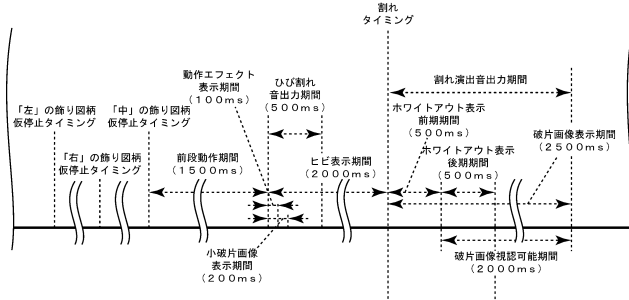 割れ
タイミング
動作エフェクト
表示期間
(100ms)
ひび割れ
音出力期間
(500ms)
割れ演出音出力期間
「左」の飾り図柄
仮停止タイミング
「中」の飾り図柄
仮停止タイミング
ホワイトアウト表示
前期期間
(500ms)
破片画像表示期間
(2500ms)
「右」の飾り図柄
仮停止タイミング
前段動作期間
(1500ms)
ヒビ表示期間
(2000ms)
ホワイトアウト表示
後期期間
(500ms)
小破片画像
表示期間
(200ms)
破片画像視認可能期間
(2000ms)